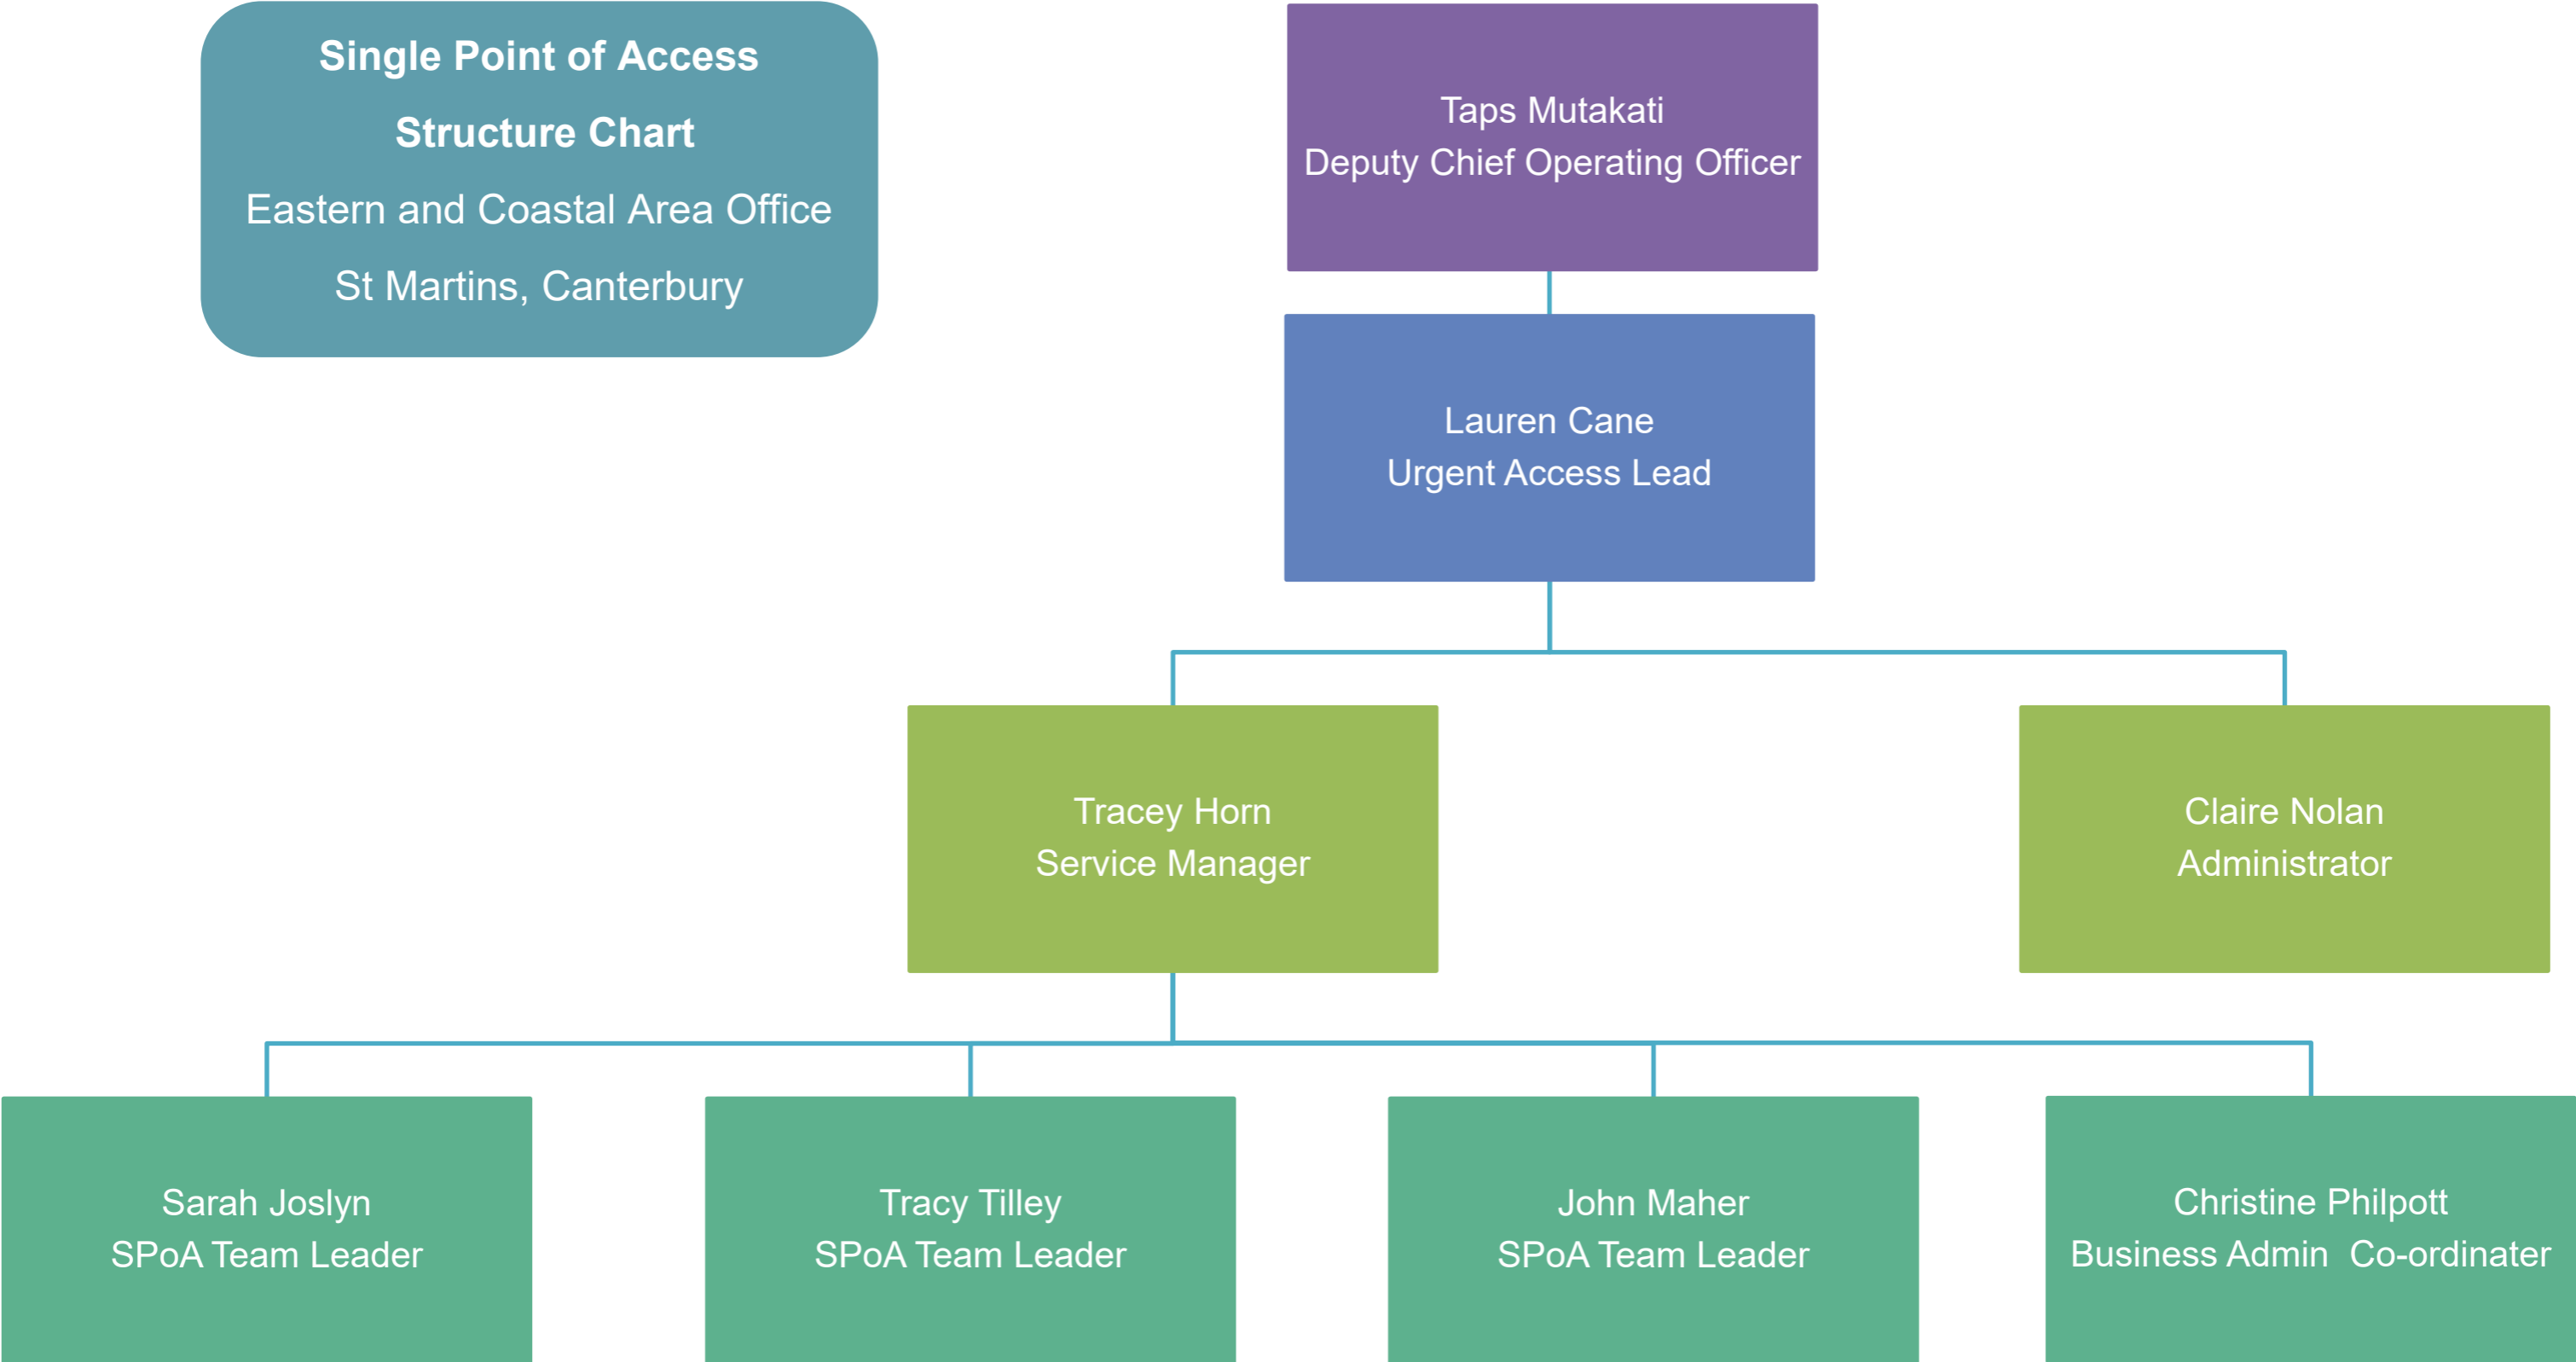 Single Point of Access
Structure Chart
Eastern and Coastal Area Office
St Martins, Canterbury
Taps Mutakati
Deputy Chief Operating Officer
Lauren Cane
Urgent Access Lead
Tracey Horn
Service Manager
Claire Nolan
Administrator
Sarah Joslyn
SPoA Team Leader
Tracy Tilley
SPoA Team Leader
John Maher
SPoA Team Leader
Christine Philpott
Business Admin  Co-ordinater